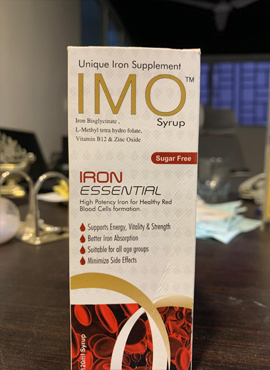 Unique Iron Supplement
IMO™
Syrup
Iron Bisglycinate,
L-Methyl tetra hydro folate,
Vitamin B12 & Zinc Oxide
Sugar Free
IRON
ESSENTIAL
High Potency Iron for Healthy Red
Blood Cells formation.
Supports Energy, Vitality & Strength
Better Iron Absorption
Suitable for all age groups
Minimize Side Effects
Syrup